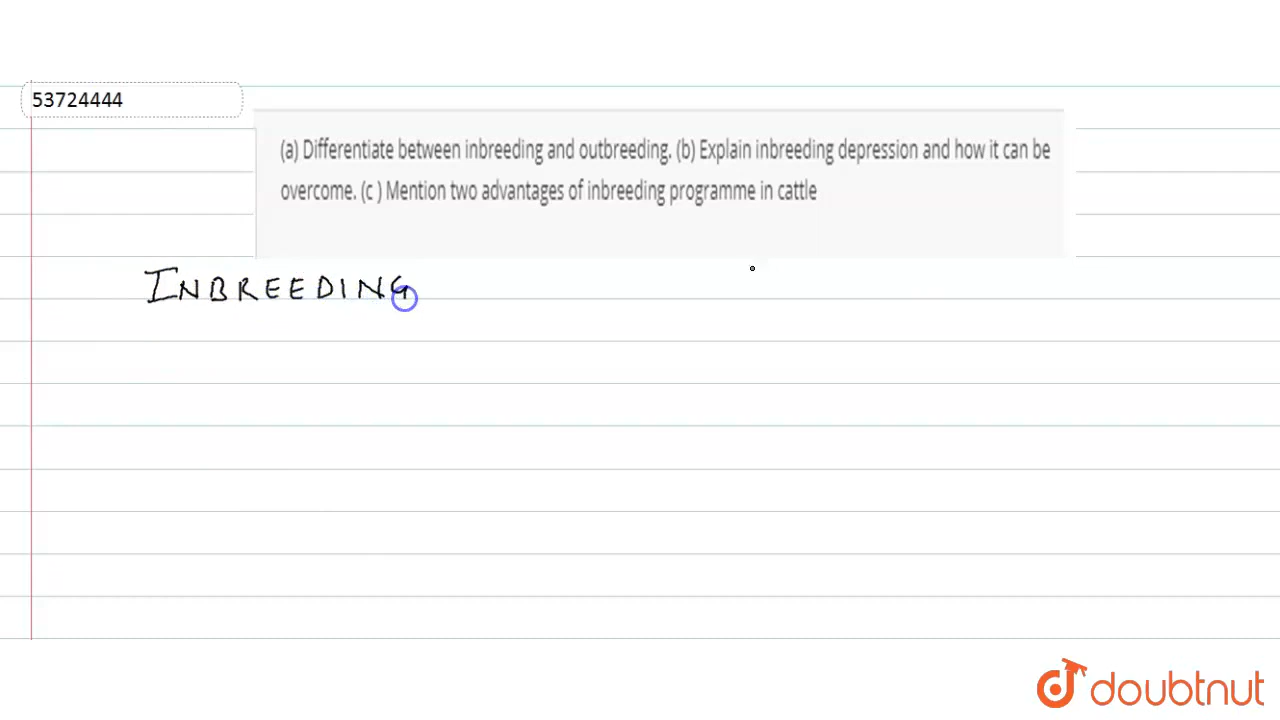 53724444
(a) Differentiate between inbreeding and outbreeding. (b) Explain inbreeding depression and how it can be
overcome. (c ) Mention two advantages of inbreeding programme in cattle
INBREEDING
doubtnut